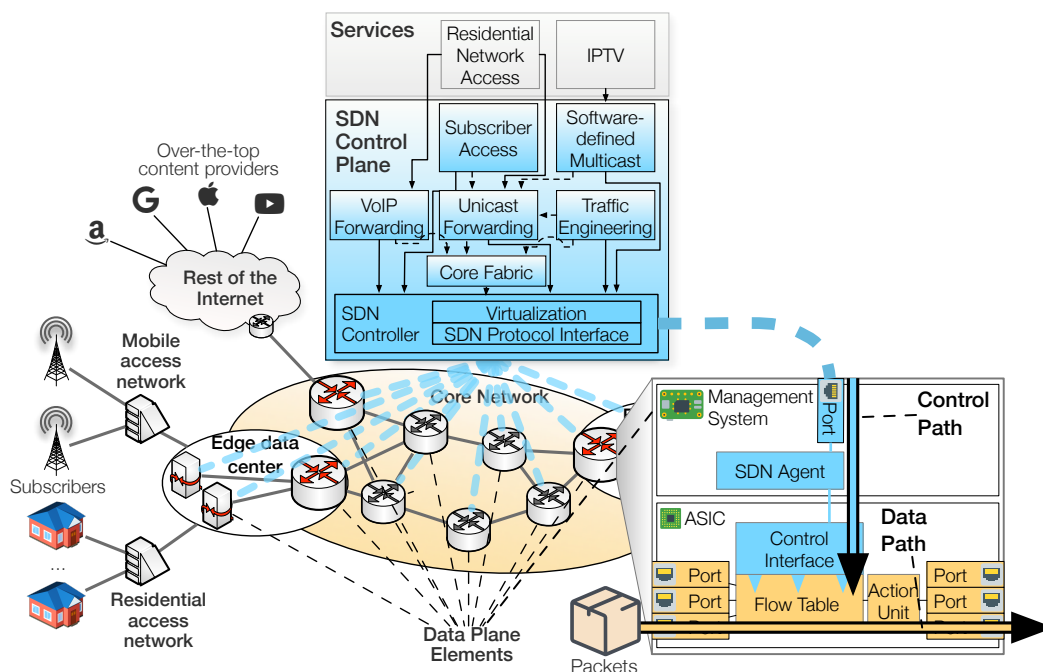 Services
Residential
Network
Access
IPTV
SDN
Control
Plane
Subscriber
Access
Software-
defined
Multicast
VoIP
Forwarding
Unicast
Forwarding
Traffic
Engineering
Core Fabric
SDN
Controller
Virtualization
SDN Protocol Interface
Over-the-top
content providers
Rest of the
Internet
Mobile
access
network
Core Network
Edge data
center
Subscribers
...
Residential
access
network
Data Plane
Elements
Packets
Management
System
Port
Control
Path
SDN Agent
ASIC
Control
Interface
Data
Path
Port
Port
Flow Table
Action
Unit
Port
Port